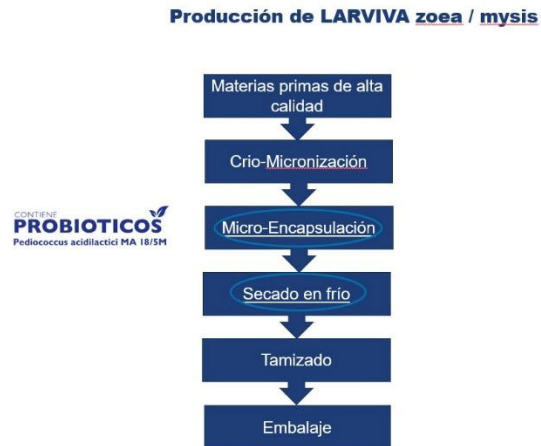 Producción de LARVIVA zoea / mysis
Materias primas de alta
calidad
Crio-Micronización
CONTIENE
PROBIOTICOS
Pediococcus acidilactici MA 18/5M
Micro-Encapsulación
Secado en frío
Tamizado
Embalaje